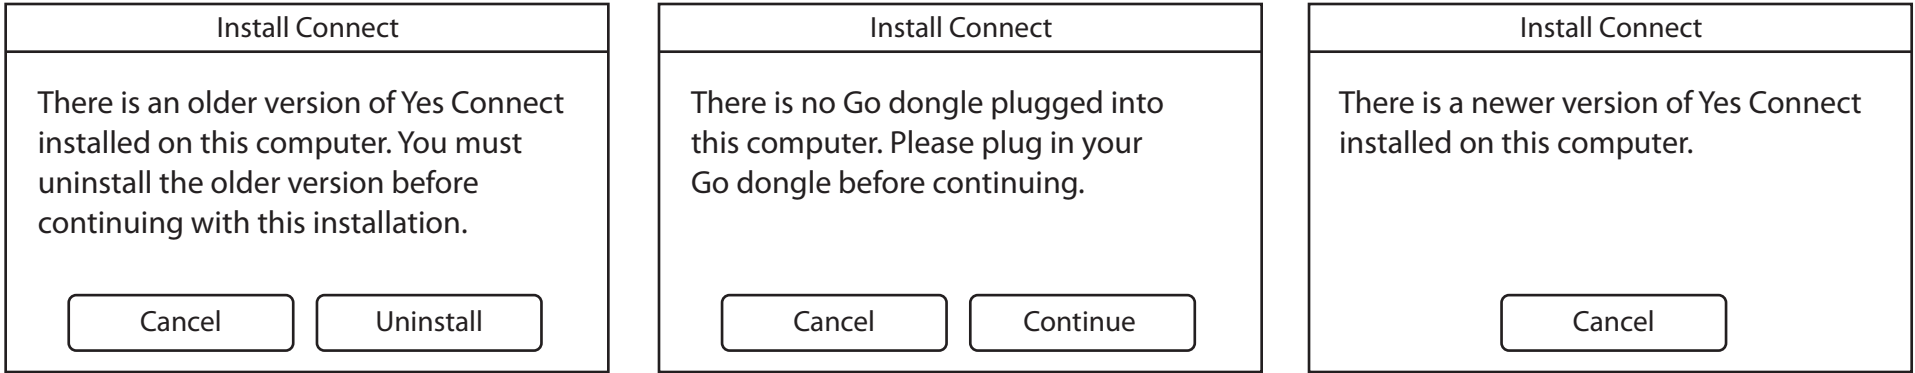 Install Connect
There is an older version of Yes Connect
installed on this computer. You must
uninstall the older version before
continuing with this installation.
Cancel
Uninstall
Install Connect
There is no Go dongle plugged into
this computer. Please plug in your
Go dongle before continuing.
Cancel
Continue
Install Connect
There is a newer version of Yes Connect
installed on this computer.
Cancel